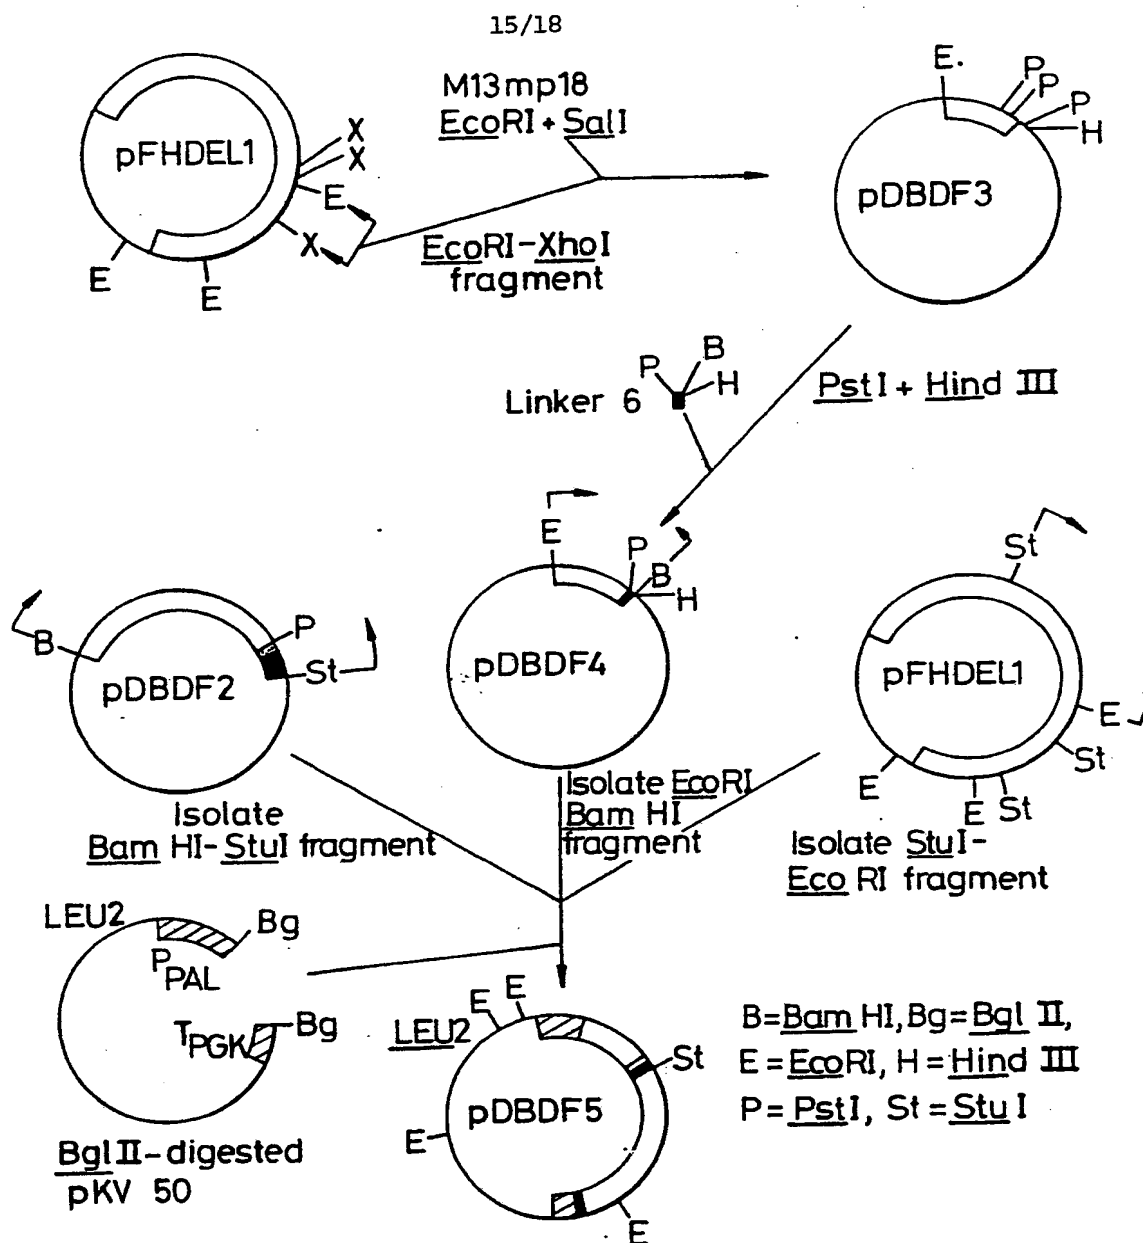 15/18
M13mp18
EcoRI + SalI
pFHDEL1
X
X
E
X
E
E
EcoRI-XhoI
fragment
E.
P
P
P
H
pDBDF3
Linker 6
P
B
H
PstI + Hind III
B
P
St
pDBDF2
Isolate
Bam HI-StuI fragment
E
P
B
H
pDBDF4
Isolate EcoRI
Bam HI
fragment
St
pFHDEL1
E
St
E
E
St
Isolate StuI-
Eco RI fragment
LEU2
Bg
PPAL
TPGK
Bg
BglII-digested
pKV 50
E
E
LEU2
St
pDBDF5
E
E
B=Bam HI, Bg=Bgl II,
E=EcoRI, H=Hind III
P=PstI, St=StuI